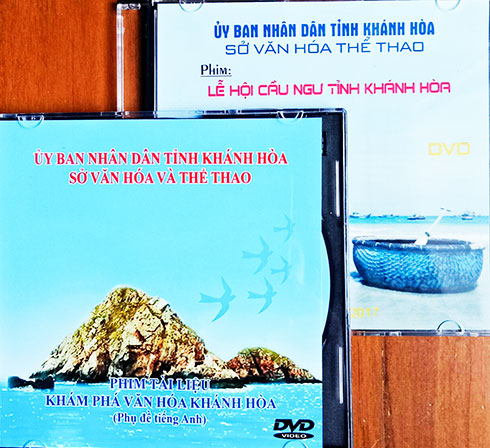 ỦY BAN NHÂN DÂN TỈNH KHÁNH HÒA
SỞ VĂN HÓA THỂ THAO
Phim:
LỄ HỘI CẦU NGƯ TỈNH KHÁNH HÒA
DVD
2017
ỦY BAN NHÂN DÂN TỈNH KHÁNH HÒA
SỞ VĂN HÓA VÀ THỂ THAO
PHIM TÀI LIỆU
KHÁM PHÁ VĂN HÓA KHÁNH HÒA
(Phụ đề tiếng Anh)
DVD
VIDEO